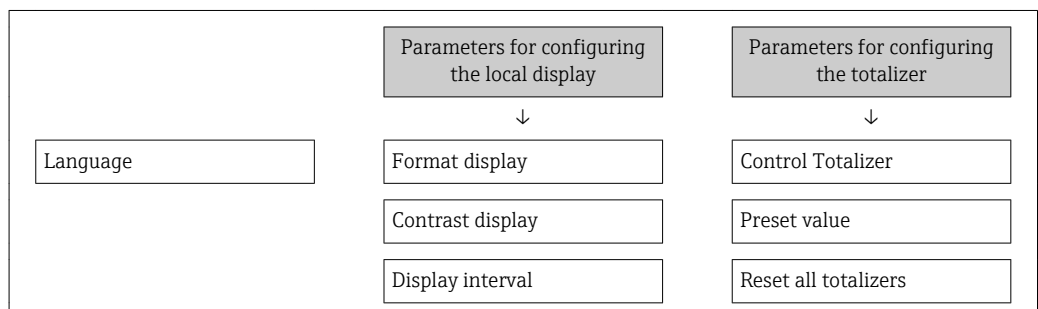 Parameters for configuring
the local display
Parameters for configuring
the totalizer
↓
↓
Language
Format display
Control Totalizer
Contrast display
Preset value
Display interval
Reset all totalizers